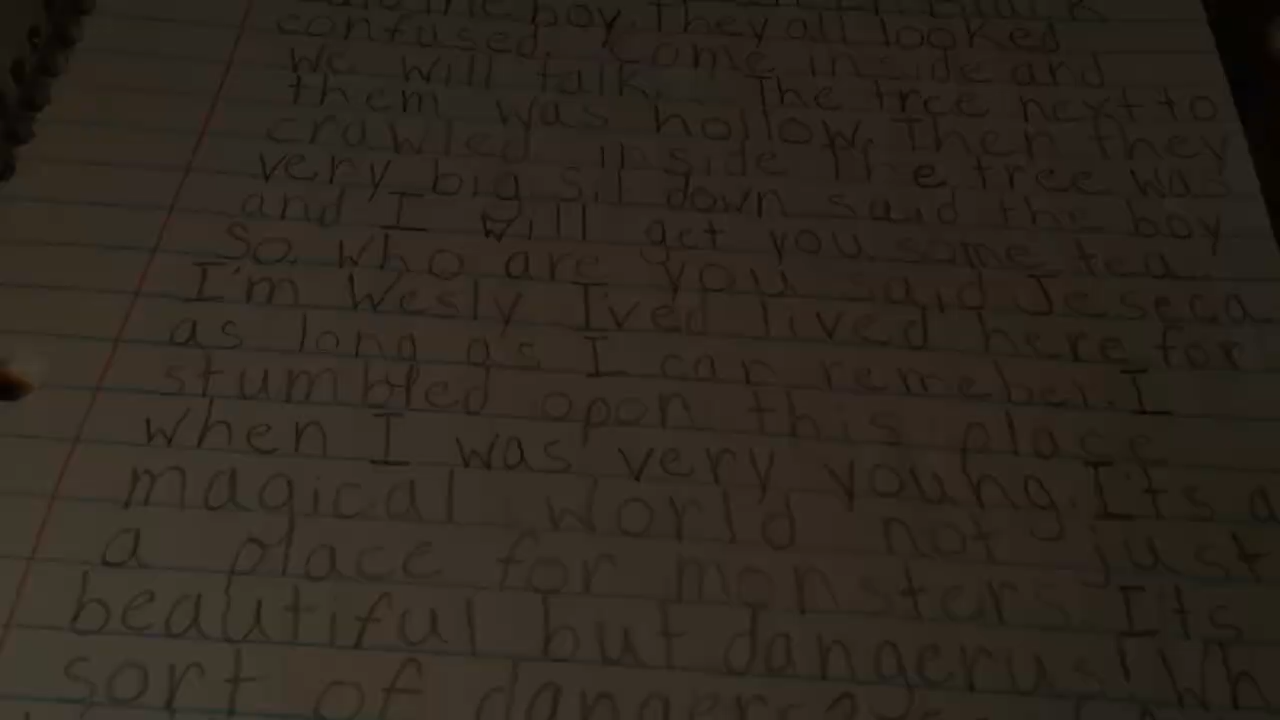 the boy. They all looked
confused. Come inside and
we will talk. The tree next to
them was hollow. Then they
crawled inside The tree was
very big sit down said the boy
and I will get you some tea.
So. who are you said Jeseca
I'm Wesly Ived lived here for
as long as I can remeber. I
stumbled opon this place
when I was very young. Its a
magical world not just
a place for monsters Its
beautiful but dangerus!
sort of